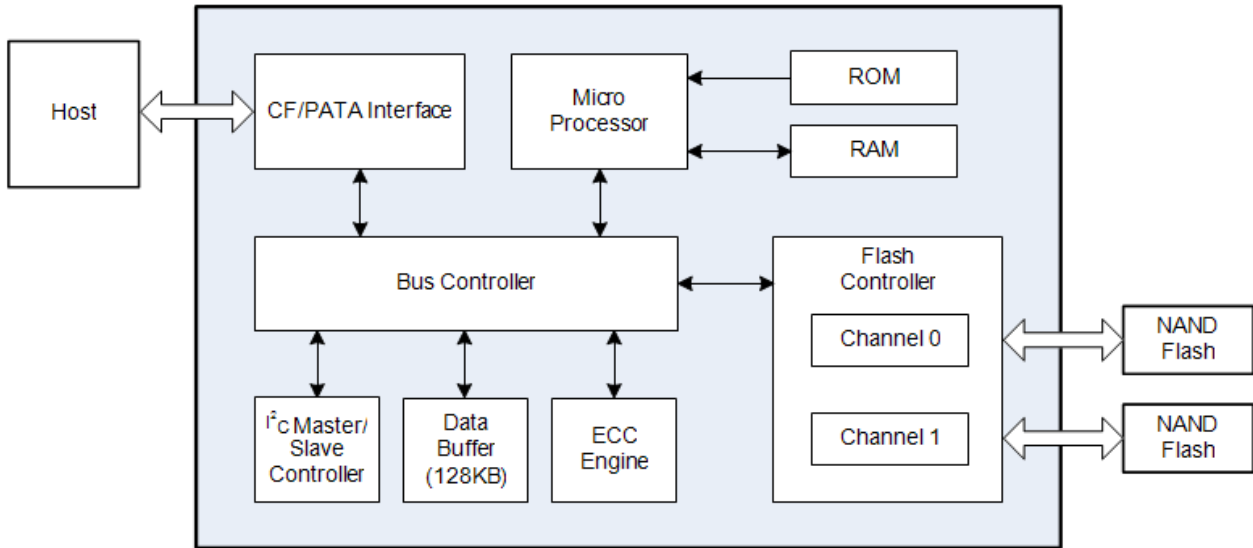 Host
CF/PATA Interface
Micro
Processor
ROM
RAM
Bus Controller
Flash
Controller
Channel 0
Channel 1
NAND
Flash
NAND
Flash
I²C Master/
Slave
Controller
Data
Buffer
(128KB)
ECC
Engine